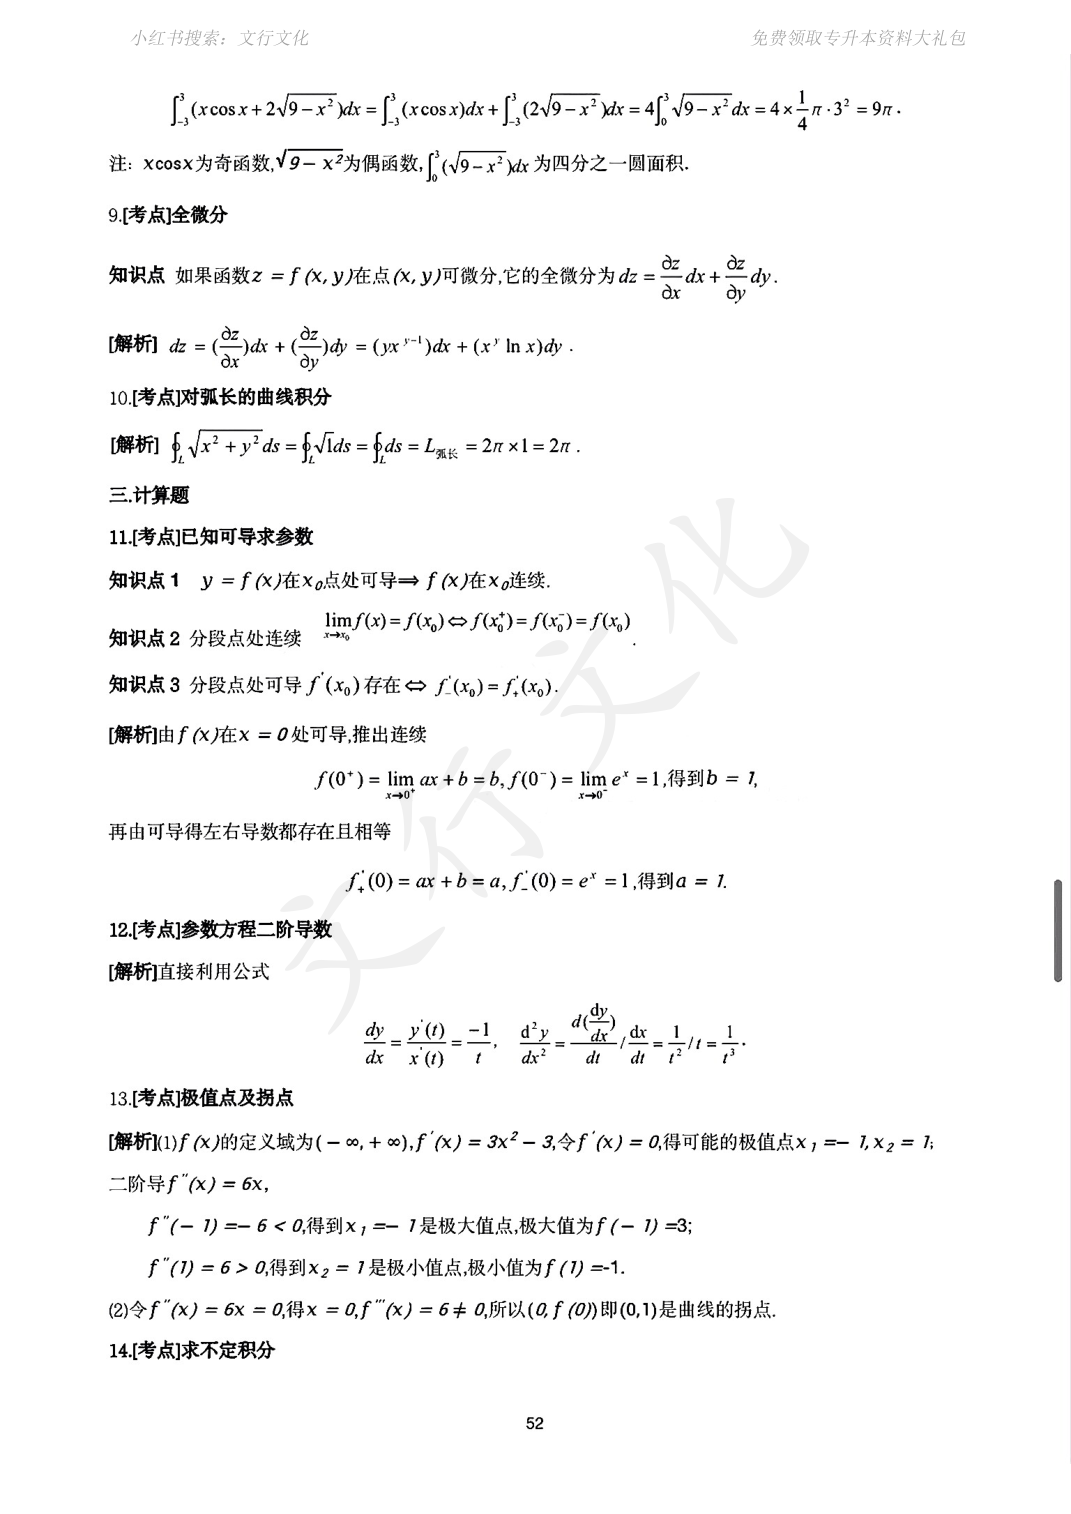 小红书搜索：文行文化 免费领取专升本资料大礼包
∫₋₃³(x cos x + 2√(9−x²))dx = ∫₋₃³(x cos x)dx + ∫₋₃³(2√(9−x²))dx = 4∫₀³√(9−x²)dx = 4×1/4π·3² = 9π.
注: xcosx为奇函数,√(9−x²)为偶函数,∫₀³(√(9−x²))dx 为四分之一圆面积.
9.[考点]全微分
知识点 如果函数z = f(x, y)在点(x, y)可微分,它的全微分为dz = ∂z/∂x dx + ∂z/∂y dy.
[解析] dz = (∂z/∂x)dx + (∂z/∂y)dy = (yx^(y−1))dx + (x^y ln x)dy.
10.[考点]对弧长的曲线积分
[解析] ∮_L √(x²+y²)ds = ∮_L √1ds = ∮_L ds = L弧长 = 2π×1 = 2π.
三.计算题
11.[考点]已知可导求参数
知识点 1 y = f(x)在x₀点处可导⇒ f(x)在x₀连续.
知识点 2 分段点处连续 lim_(x→x₀) f(x) = f(x₀)⇔f(x₀⁺) = f(x₀⁻) = f(x₀).
知识点 3 分段点处可导 f′(x₀)存在⇔ f₋′(x₀) = f₊′(x₀).
[解析]由f(x)在x = 0处可导,推出连续
f(0⁺) = lim_(x→0⁺) ax + b = b, f(0⁻) = lim_(x→0⁻) eˣ = 1,得到b = 1,
再由可导得左右导数都存在且相等
f₊′(0) = ax + b = a, f₋′(0) = eˣ = 1,得到a = 1.
12.[考点]参数方程二阶导数
[解析]直接利用公式
dy/dx = y′(t)/x′(t) = −1/t, d²y/dx² = d(dy/dx)/dt / dx/dt = 1/t² / t = 1/t³.
13.[考点]极值点及拐点
[解析](1)f(x)的定义域为(−∞, +∞),f′(x) = 3x² − 3,令f′(x) = 0,得可能的极值点x₁ =− 1, x₂ = 1;
二阶导f″(x) = 6x,
f″(− 1) =− 6 < 0,得到x₁ =− 1是极大值点,极大值为f(− 1) =3;
f″(1) = 6 > 0,得到x₂ = 1是极小值点,极小值为f(1) =-1.
(2)令f″(x) = 6x = 0,得x = 0,f‴(x) = 6 ≠ 0,所以(0, f(0))即(0,1)是曲线的拐点.
14.[考点]求不定积分
文行文化
52